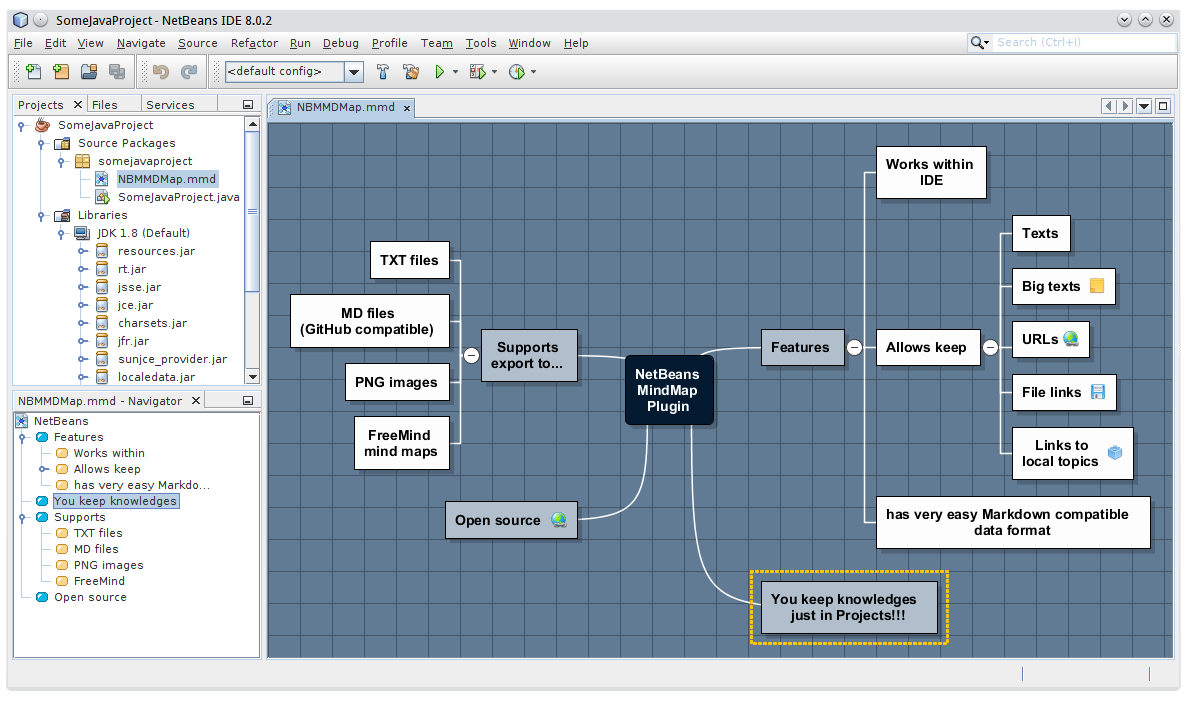 SomeJavaProject - NetBeans IDE 8.0.2
File Edit View Navigate Source Refactor Run Debug Profile Team Tools Window Help
Search (Ctrl+I)
<default config>
Projects Files Services
SomeJavaProject
Source Packages
somejavaproject
NBMMDMap.mmd
SomeJavaProject.java
Libraries
JDK 1.8 (Default)
resources.jar
rt.jar
jsse.jar
jce.jar
charsets.jar
jfr.jar
sunjce_provider.jar
localedata.jar
NBMMDMap.mmd - Navigator
NetBeans
Features
Works within
Allows keep
has very easy Markdo...
You keep knowledges
Supports
TXT files
MD files
PNG images
FreeMind
Open source
NBMMDMap.mmd
TXT files
MD files
(GitHub compatible)
PNG images
FreeMind
mind maps
Supports
export to...
Open source
NetBeans
MindMap
Plugin
Features
Works within
IDE
Allows keep
Texts
Big texts
URLs
File links
Links to
local topics
has very easy Markdown compatible
data format
You keep knowledges
just in Projects!!!